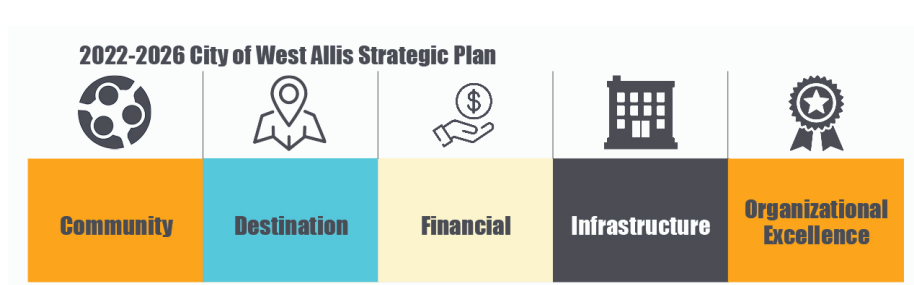 2022-2026 City of West Allis Strategic Plan
$
Community
Destination
Financial
Infrastructure
Organizational
Excellence